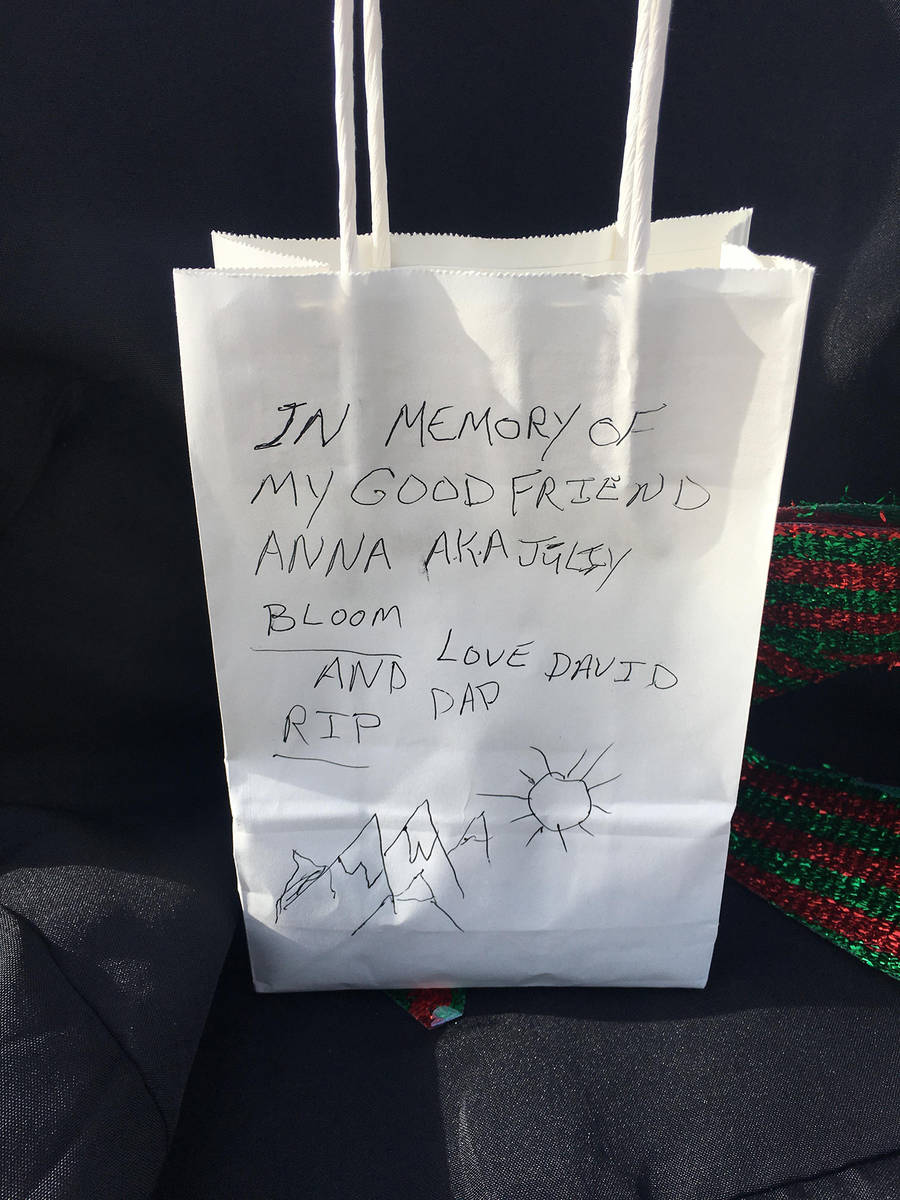 IN MEMORY OF
MY GOOD FRIEND
ANNA A.K.A
BLOOM
LOVE DAVID
AND DAD
RIP